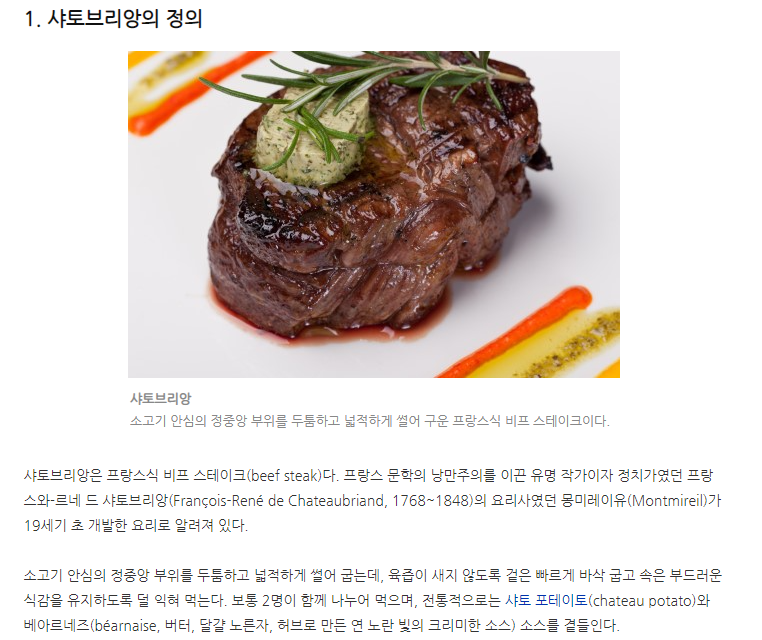 1. 샤토브리앙의 정의
샤토브리앙
소고기 안심의 정중앙 부위를 두툼하고 넓적하게 썰어 구운 프랑스식 비프 스테이크이다.
샤토브리앙은 프랑스식 비프 스테이크(beef steak)다. 프랑스 문학의 낭만주의를 이끈 유명 작가이자 정치가였던 프랑
스와-르네 드 샤토브리앙(François-René de Chateaubriand, 1768~1848)의 요리사였던 몽미레이유(Montmireil)가
19세기 초 개발한 요리로 알려져 있다.
소고기 안심의 정중앙 부위를 두툼하고 넓적하게 썰어 굽는데, 육즙이 새지 않도록 겉은 빠르게 바삭 굽고 속은 부드러운
식감을 유지하도록 덜 익혀 먹는다. 보통 2명이 함께 나누어 먹으며, 전통적으로는 샤토 포테이토(chateau potato)와
베아르네즈(béarnaise, 버터, 달걀 노른자, 허브로 만든 연 노란 빛의 크리미한 소스) 소스를 곁들인다.